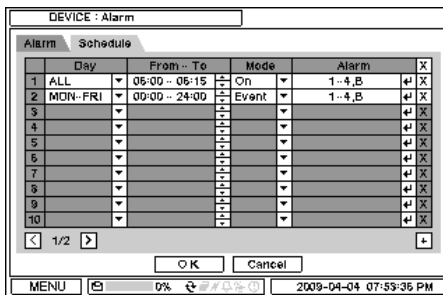 DEVICE : Alarm
Alarm Schedule
Day From ~ To Mode Alarm X
1 ALL 06:00 ~ 06:15 On 1~4,B X
2 MON~FRI 00:00 ~ 24:00 Event 1~4,B X
3 X
4 X
5 X
6 X
7 X
8 X
9 X
10 X
< 1/2 > +
OK Cancel
MENU 0% 2009-04-04 07:53:35 PM